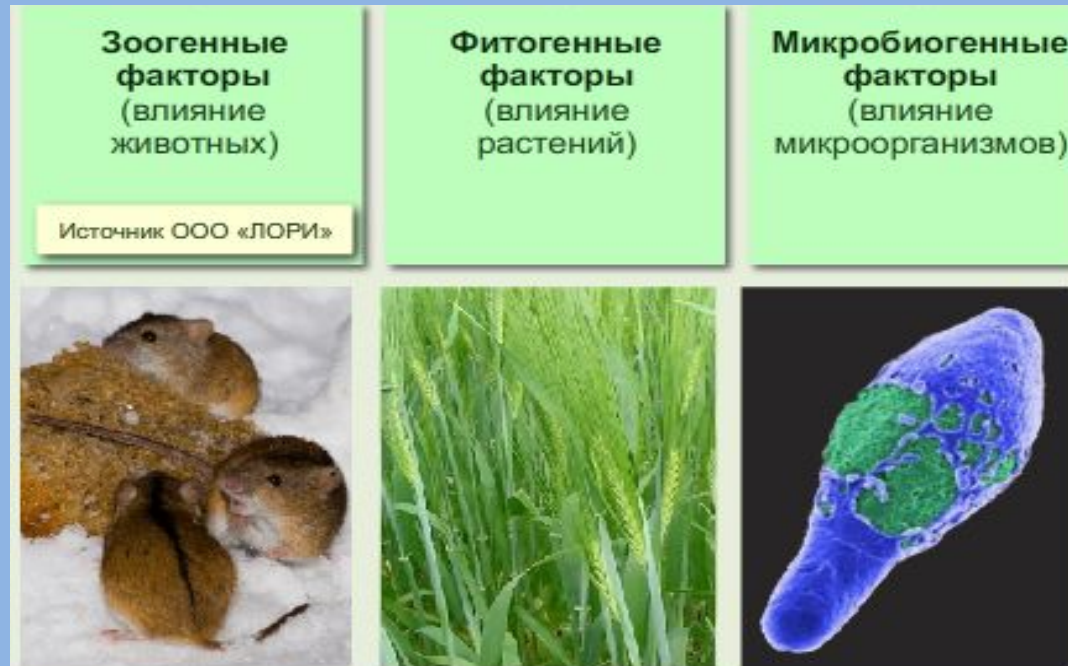 Зоогенные
факторы
(влияние
животных)
Источник ООО «ЛОРИ»
Фитогенные
факторы
(влияние
растений)
Микробиогенные
факторы
(влияние
микроорганизмов)